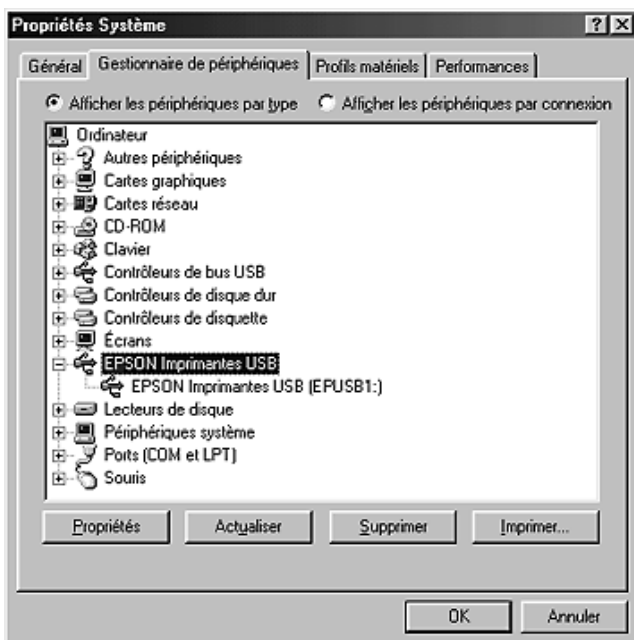 Propriétés Système
Général Gestionnaire de périphériques Profils matériels Performances
Afficher les périphériques par type Afficher les périphériques par connexion
Ordinateur
Autres périphériques
Cartes graphiques
Cartes réseau
CD-ROM
Clavier
Contrôleurs de bus USB
Contrôleurs de disque dur
Contrôleurs de disquette
Écrans
EPSON Imprimantes USB
EPSON Imprimantes USB (EPUSB1:)
Lecteurs de disque
Périphériques système
Ports (COM et LPT)
Souris
Propriétés Actualiser Supprimer Imprimer...
OK Annuler